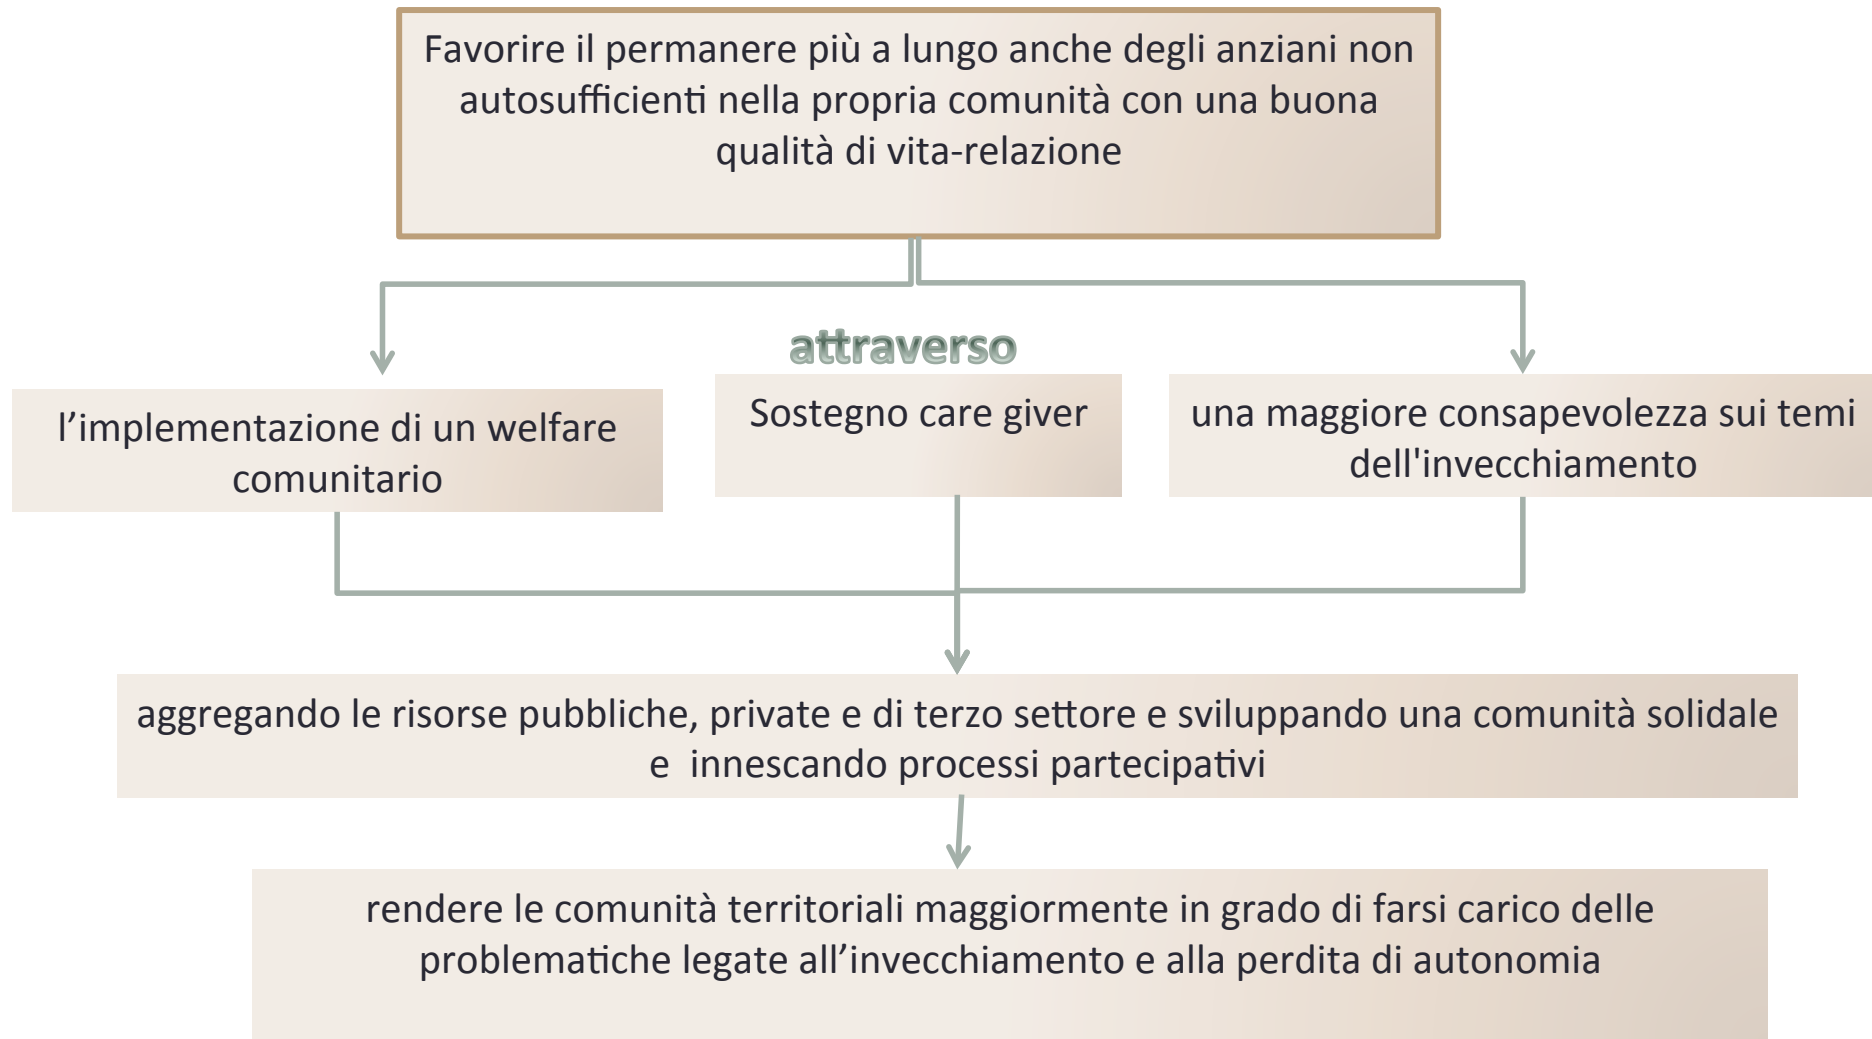 Favorire il permanere più a lungo anche degli anziani non
autosufficienti nella propria comunità con una buona
qualità di vita-relazione
attraverso
l’implementazione di un welfare
comunitario
Sostegno care giver
una maggiore consapevolezza sui temi
dell'invecchiamento
aggregando le risorse pubbliche, private e di terzo settore e sviluppando una comunità solidale
e  innescando processi partecipativi
rendere le comunità territoriali maggiormente in grado di farsi carico delle
problematiche legate all’invecchiamento e alla perdita di autonomia